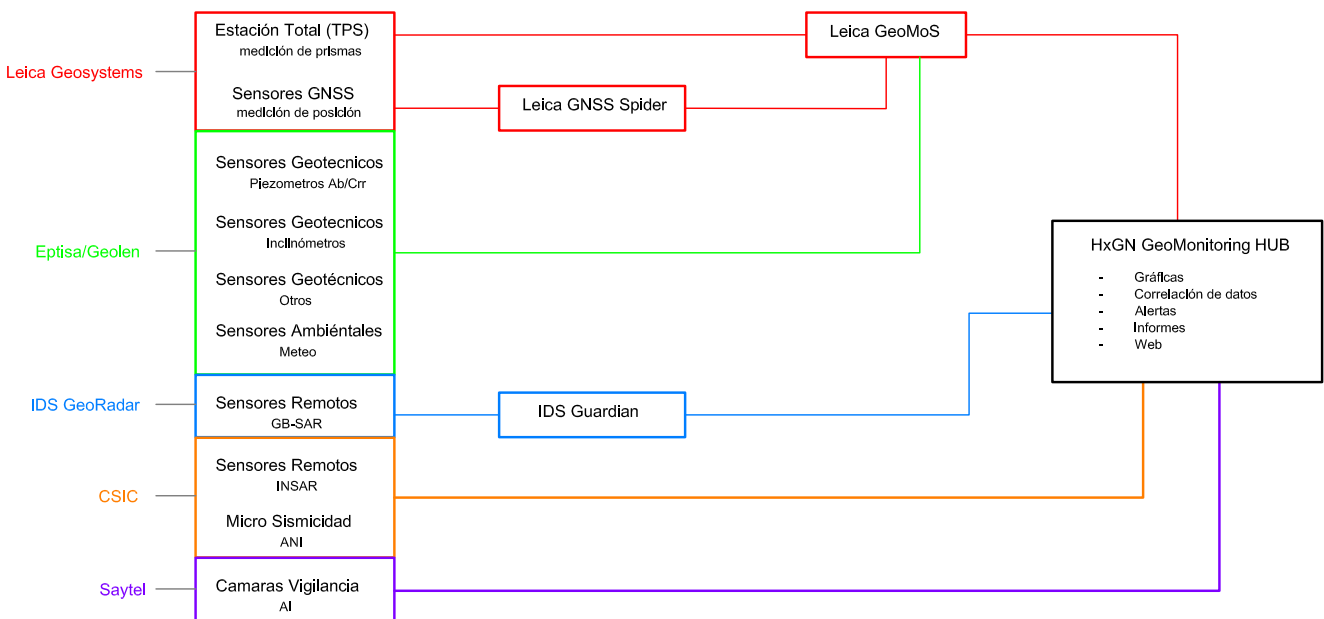 Leica Geosystems
Estación Total (TPS)
medición de prismas
Sensores GNSS
medición de posición
Leica GNSS Spider
Leica GeoMoS
Eptisa/Geolen
Sensores Geotecnicos
Piezometros Ab/Crr
Sensores Geotecnicos
Inclinómetros
Sensores Geotécnicos
Otros
Sensores Ambiéntales
Meteo
IDS GeoRadar
Sensores Remotos
GB-SAR
IDS Guardian
CSIC
Sensores Remotos
INSAR
Micro Sismicidad
ANI
Saytel
Camaras Vigilancia
AI
HxGN GeoMonitoring HUB
- Gráficas
- Correlación de datos
- Alertas
- Informes
- Web